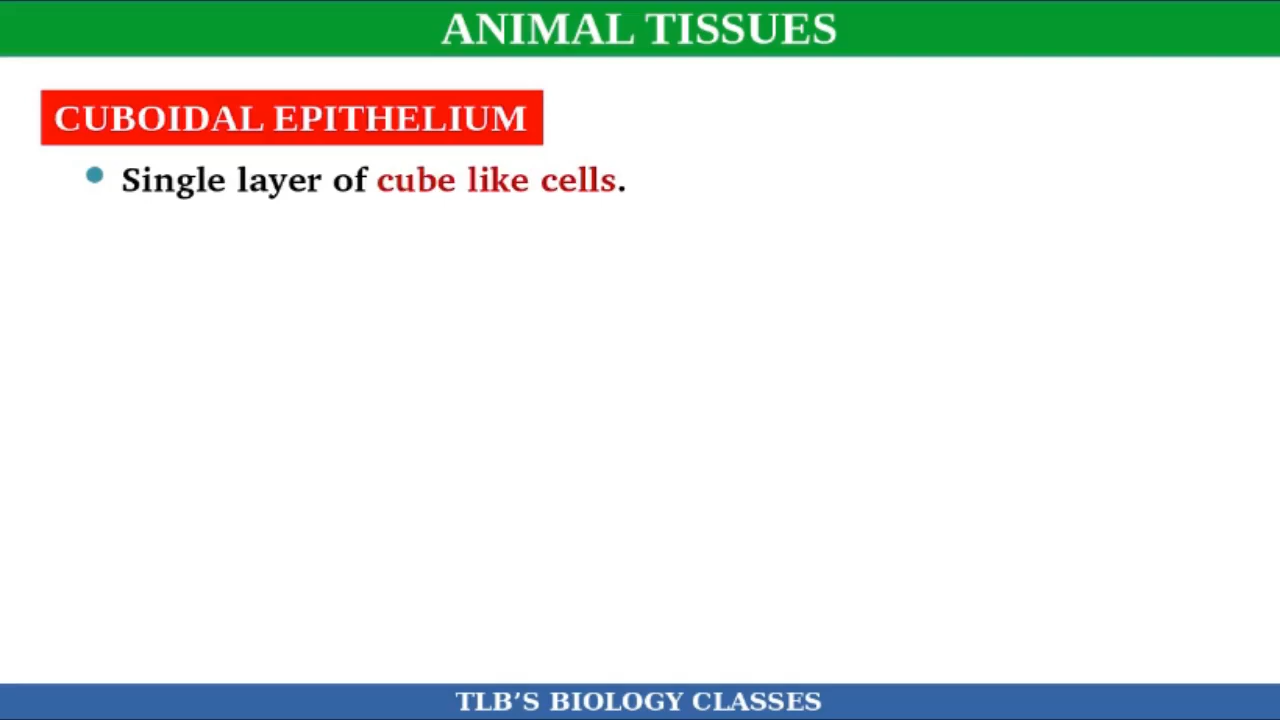 ANIMAL TISSUES
CUBOIDAL EPITHELIUM
Single layer of cube like cells.
TLB’S BIOLOGY CLASSES